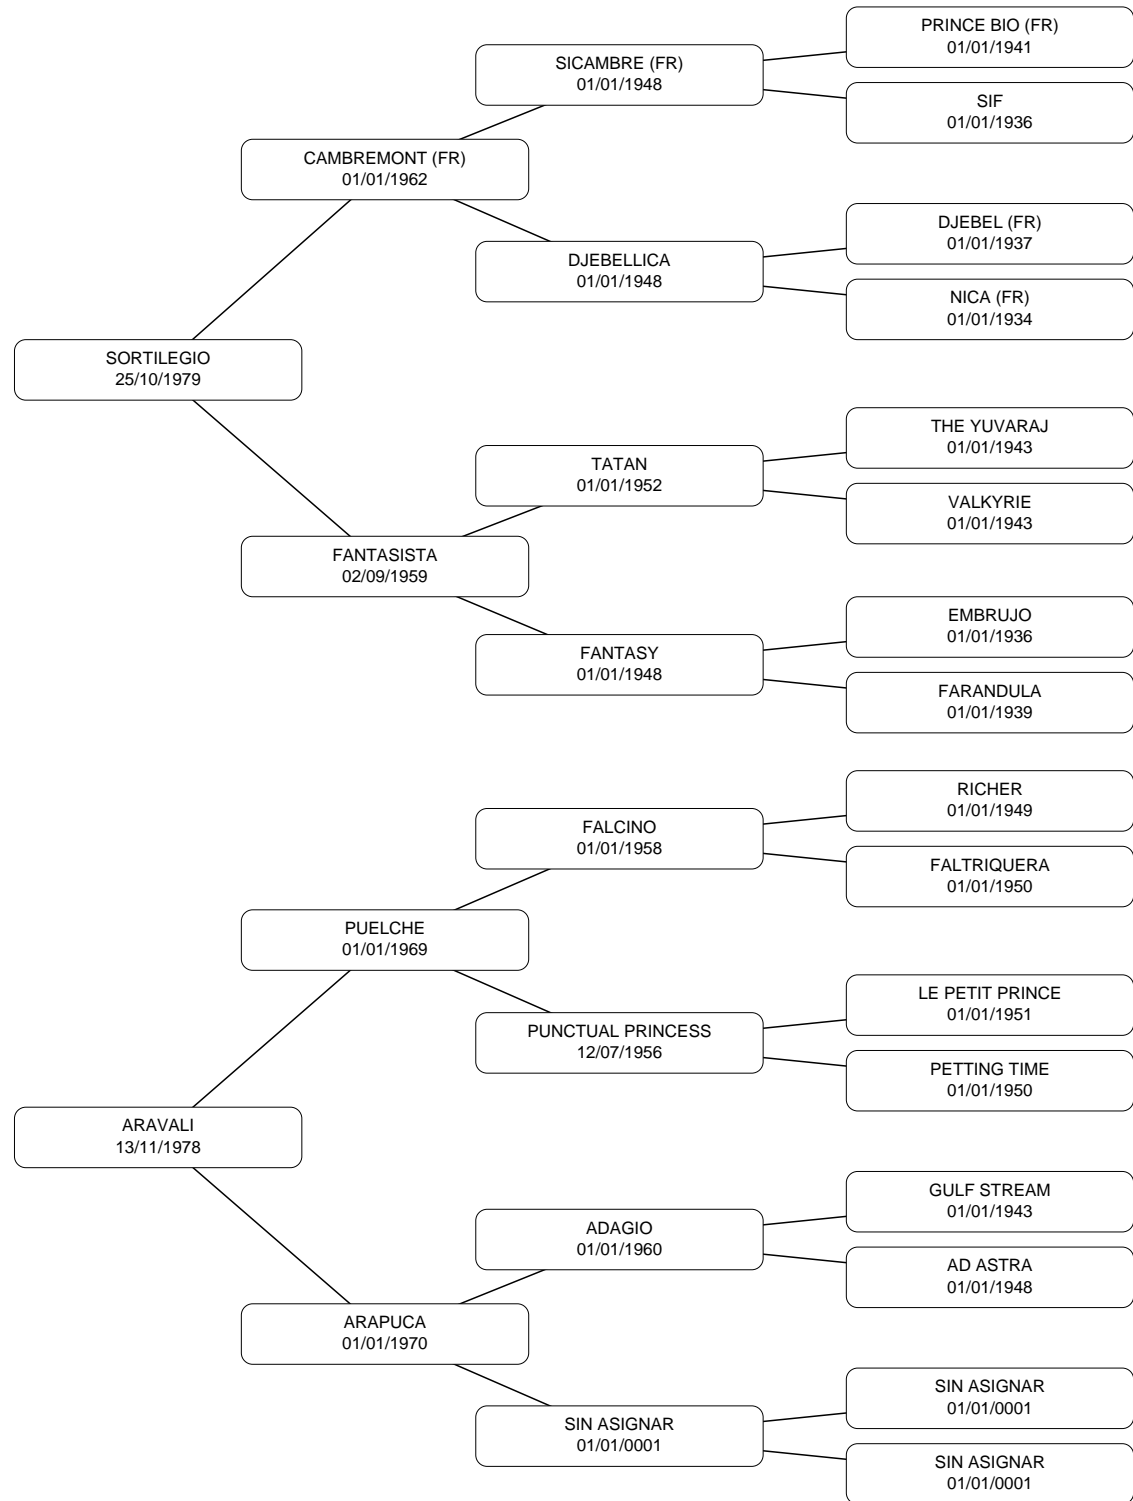 PRINCE BIO (FR)
01/01/1941
SICAMBRE (FR)
01/01/1948
SIF
01/01/1936
CAMBREMONT (FR)
01/01/1962
DJEBEL (FR)
01/01/1937
DJEBELLICA
01/01/1948
NICA (FR)
01/01/1934
SORTILEGIO
25/10/1979
THE YUVARAJ
01/01/1943
TATAN
01/01/1952
VALKYRIE
01/01/1943
FANTASISTA
02/09/1959
EMBRUJO
01/01/1936
FANTASY
01/01/1948
FARANDULA
01/01/1939
RICHER
01/01/1949
FALCINO
01/01/1958
FALTRIQUERA
01/01/1950
PUELCHE
01/01/1969
LE PETIT PRINCE
01/01/1951
PUNCTUAL PRINCESS
12/07/1956
PETTING TIME
01/01/1950
ARAVALI
13/11/1978
GULF STREAM
01/01/1943
ADAGIO
01/01/1960
AD ASTRA
01/01/1948
ARAPUCA
01/01/1970
SIN ASIGNAR
01/01/0001
SIN ASIGNAR
01/01/0001
SIN ASIGNAR
01/01/0001